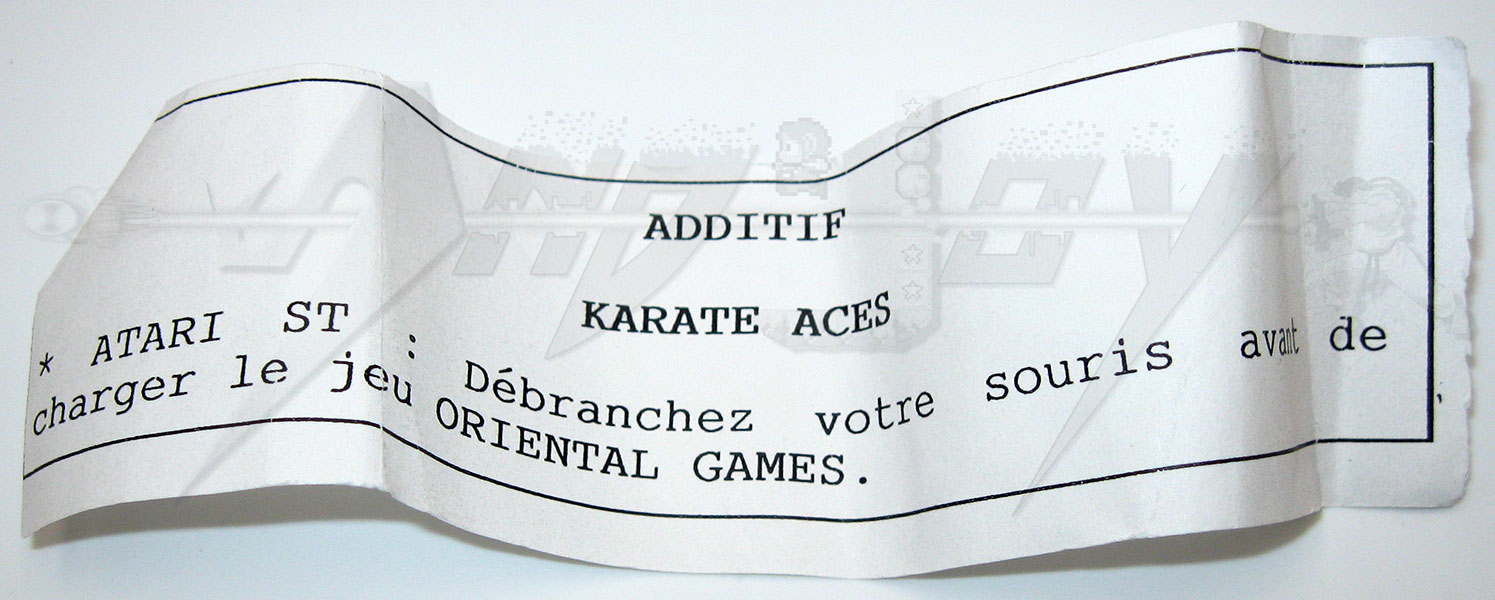 ADDITIF
KARATE ACES
* ATARI ST : Débranchez votre souris avant de
charger le jeu ORIENTAL GAMES.